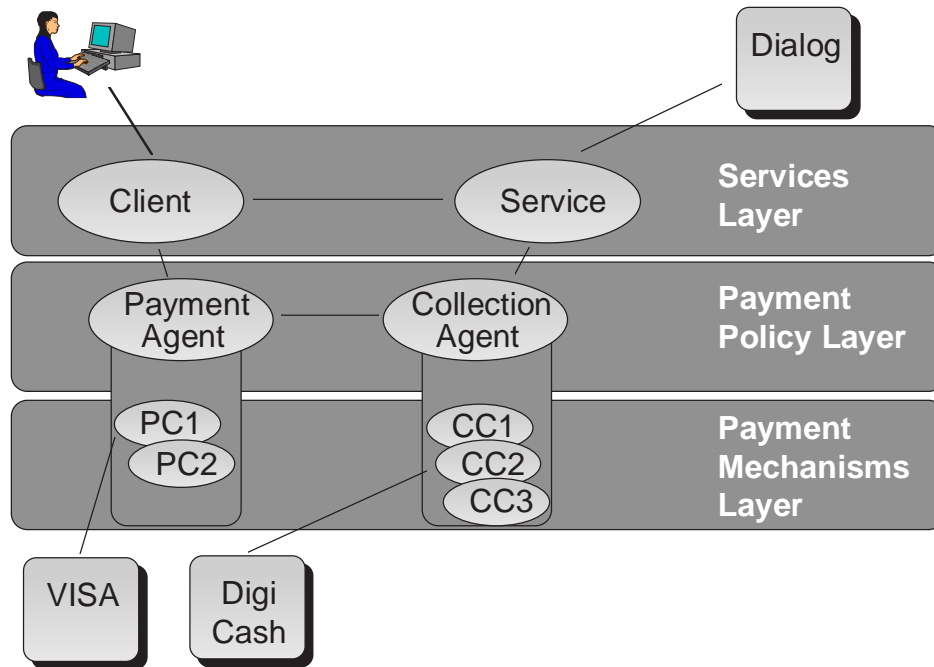 Dialog
Client
Service
Services
Layer
Payment
Agent
Collection
Agent
Payment
Policy Layer
PC1
PC2
CC1
CC2
CC3
Payment
Mechanisms
Layer
VISA
Digi
Cash